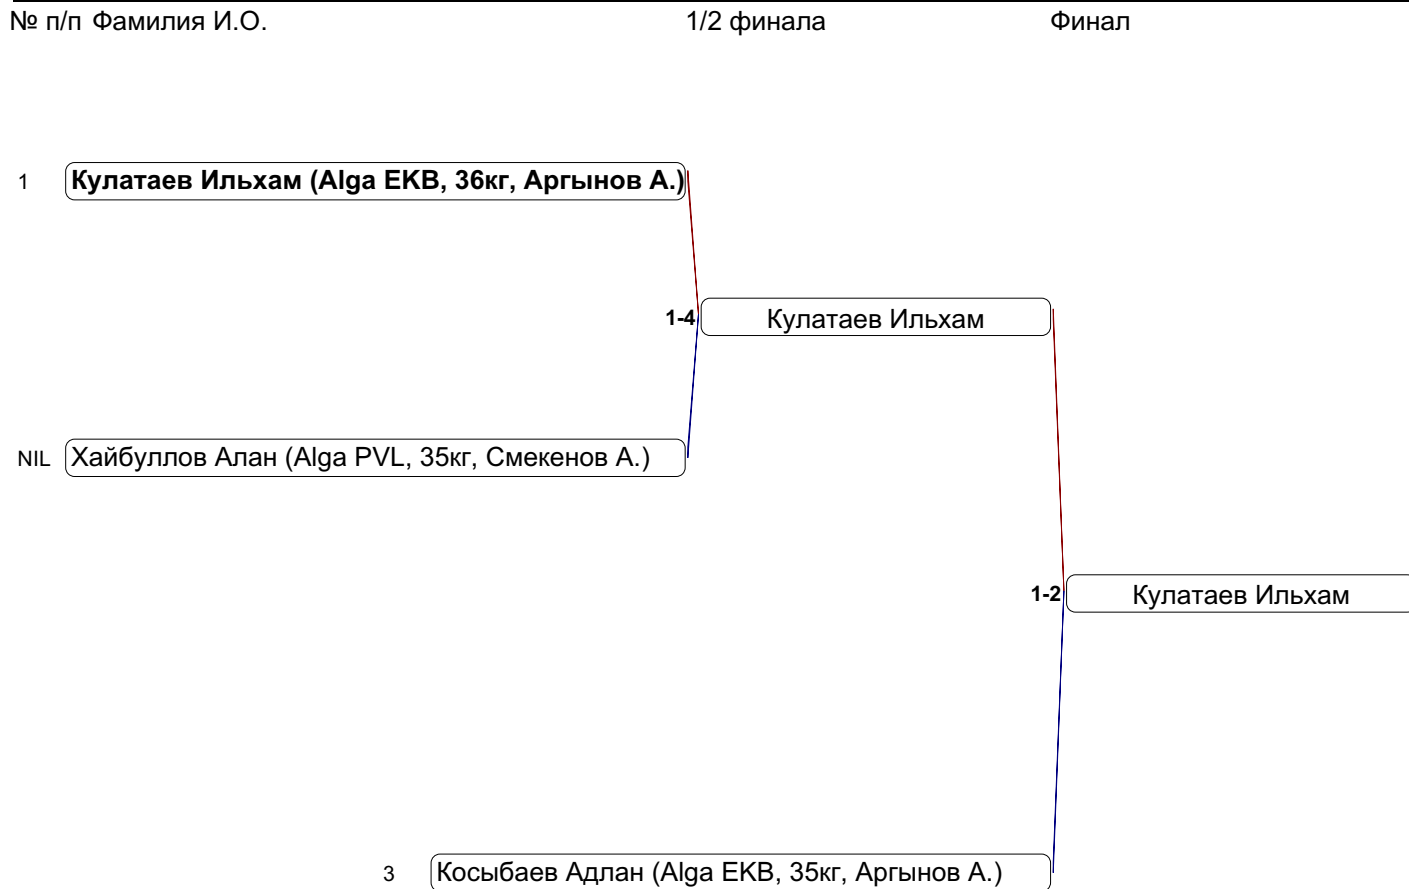 № п/п Фамилия И.О. 1/2 финала Финал
1 Кулатаев Ильхам (Alga EKB, 36кг, Аргынов А.)
1-4 Кулатаев Ильхам
NIL Хайбуллов Алан (Alga PVL, 35кг, Смекенов А.)
1-2 Кулатаев Ильхам
3 Косыбаев Адлан (Alga EKB, 35кг, Аргынов А.)